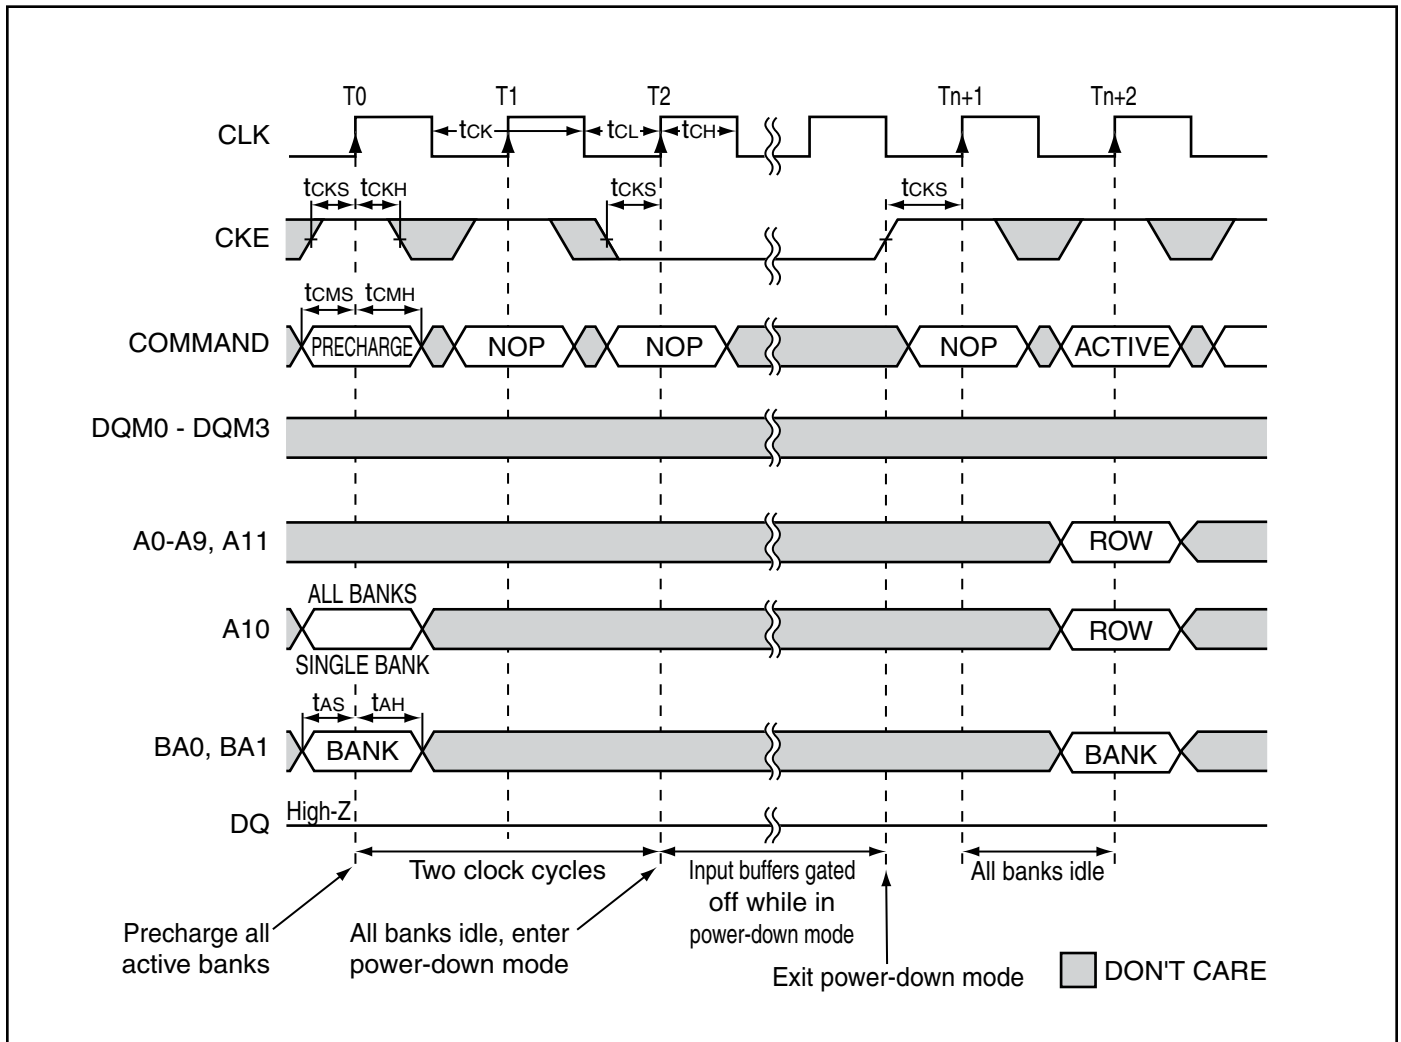 T0 T1 T2 Tn+1 Tn+2
CLK tCK tCL tCH
tCKS tCKH tCKS tCKS
CKE
tCMS tCMH
COMMAND PRECHARGE NOP NOP NOP ACTIVE
DQM0 - DQM3
A0-A9, A11 ROW
ALL BANKS
A10 ROW
SINGLE BANK
tAS tAH
BA0, BA1 BANK BANK
High-Z
DQ
Two clock cycles
Input buffers gated
off while in
power-down mode
All banks idle
Precharge all
active banks
All banks idle, enter
power-down mode
Exit power-down mode
DON'T CARE